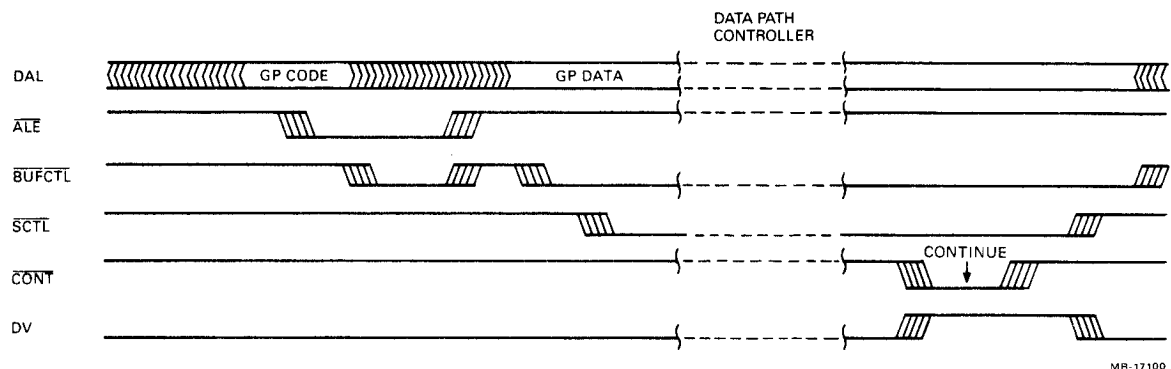 DATA PATH
CONTROLLER
DAL
GP CODE
GP DATA
ALE
BUFCTL
SCTL
CONTINUE
CONT
DV
MR-17100